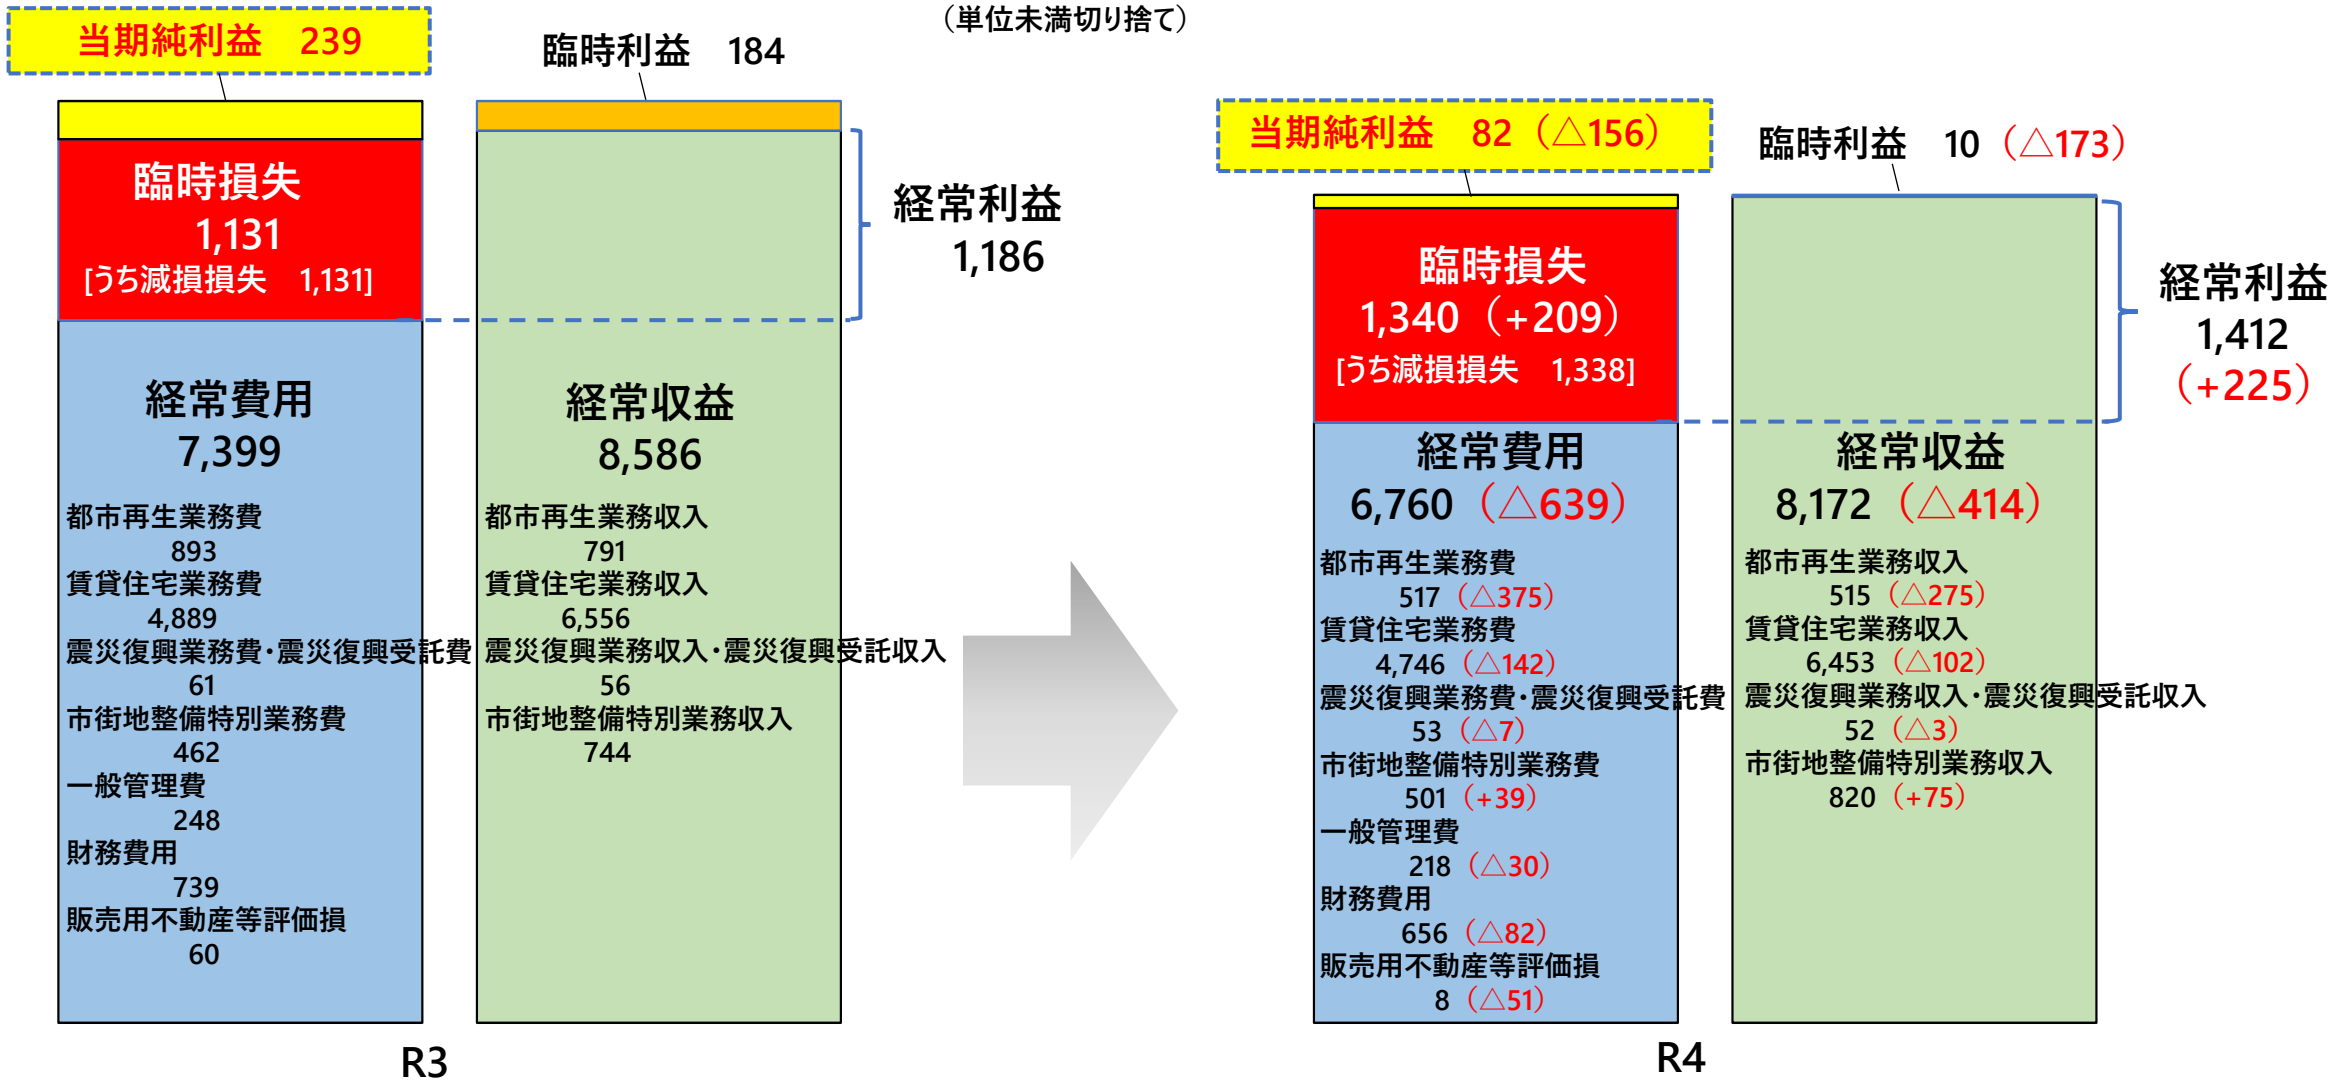 （単位未満切り捨て）
当期純利益　239
臨時利益　184
臨時損失
1,131
[うち減損損失　1,131]
経常利益
1,186
経常費用
7,399
都市再生業務費
893
賃貸住宅業務費
4,889
震災復興業務費・震災復興受託費
61
市街地整備特別業務費
462
一般管理費
248
財務費用
739
販売用不動産等評価損
60
経常収益
8,586
都市再生業務収入
791
賃貸住宅業務収入
6,556
震災復興業務収入・震災復興受託収入
56
市街地整備特別業務収入
744
R3
当期純利益　82（△156）
臨時利益　10（△173）
臨時損失
1,340（+209）
[うち減損損失　1,338]
経常利益
1,412
（+225）
経常費用
6,760（△639）
都市再生業務費
517（△375）
賃貸住宅業務費
4,746（△142）
震災復興業務費・震災復興受託費
53（△7）
市街地整備特別業務費
501（+39）
一般管理費
218（△30）
財務費用
656（△82）
販売用不動産等評価損
8（△51）
経常収益
8,172（△414）
都市再生業務収入
515（△275）
賃貸住宅業務収入
6,453（△102）
震災復興業務収入・震災復興受託収入
52（△3）
市街地整備特別業務収入
820（+75）
R4